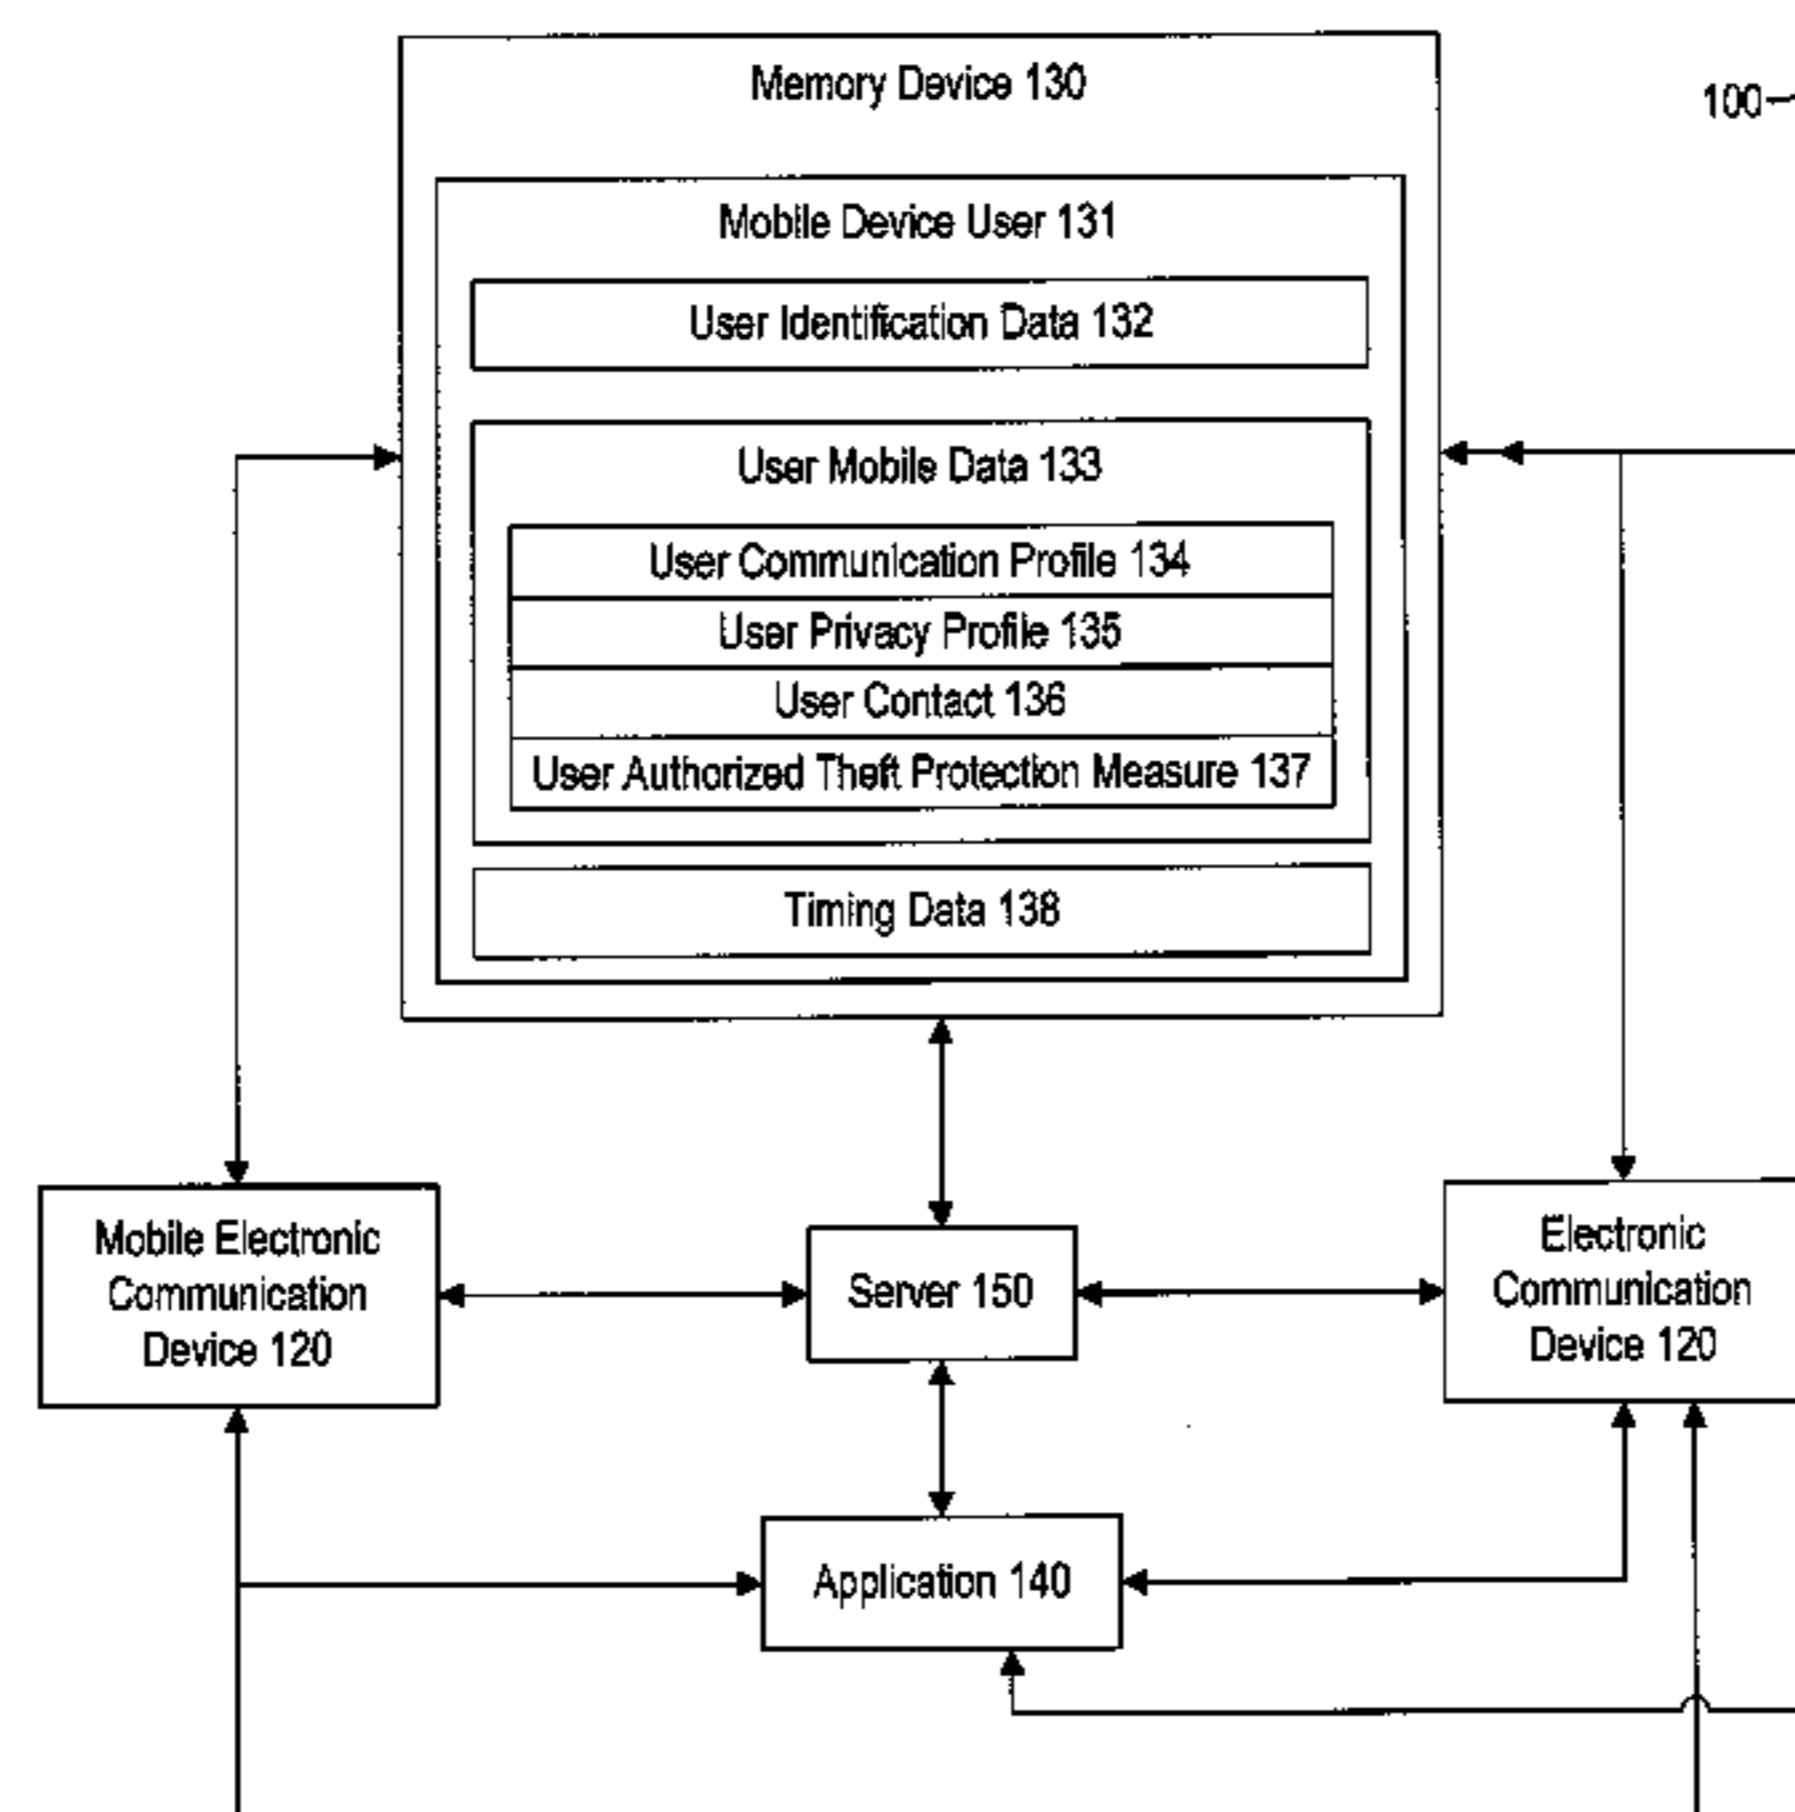 Memory Device 130
100
Mobile Device User 131
User Identification Data 132
User Mobile Data 133
User Communication Profile 134
User Privacy Profile 135
User Contact 136
User Authorized Theft Protection Measure 137
Timing Data 138
Mobile Electronic
Communication
Device 120
Server 150
Electronic
Communication
Device 120
Application 140